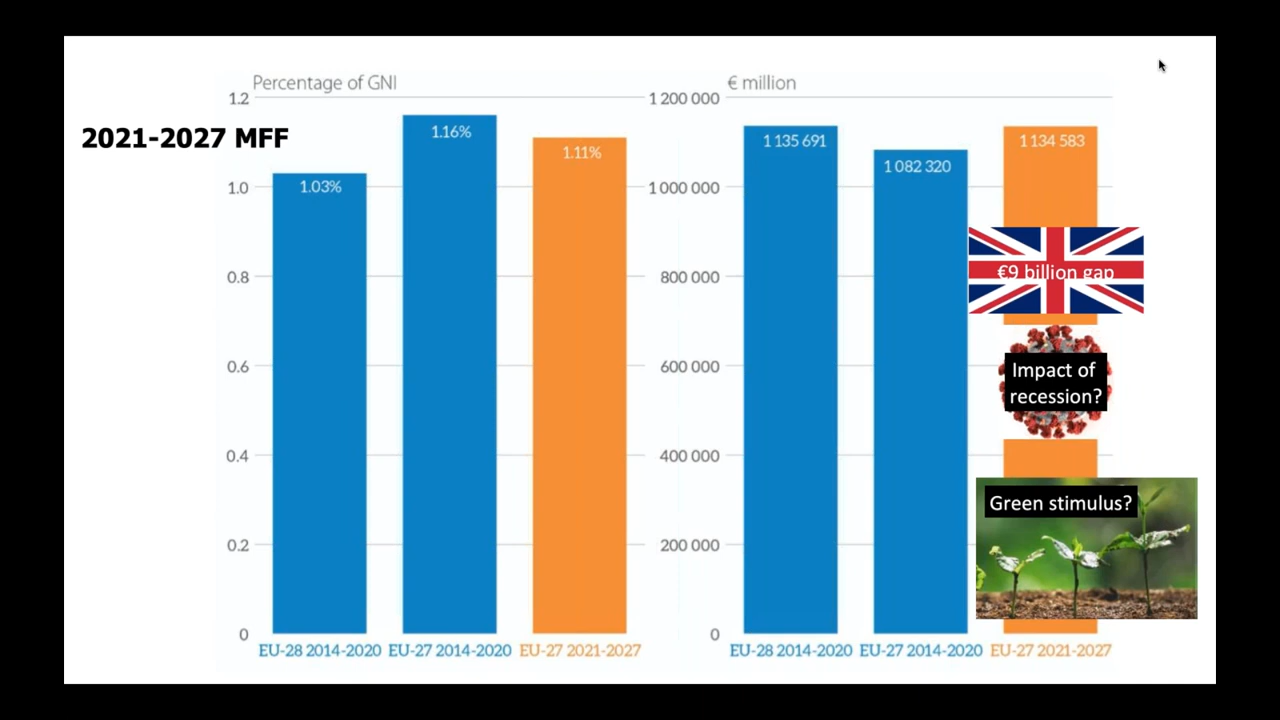 Percentage of GNI
1.2
2021-2027 MFF
1.16%
1.11%
1.03%
1.0
0.8
0.6
0.4
0.2
0
EU-28 2014-2020 EU-27 2014-2020 EU-27 2021-2027
€ million
1 200 000
1 135 691
1 082 320
1 134 583
1 000 000
800 000
€9 billion gap
600 000
Impact of
recession?
400 000
Green stimulus?
200 000
0
EU-28 2014-2020 EU-27 2014-2020 EU-27 2021-2027